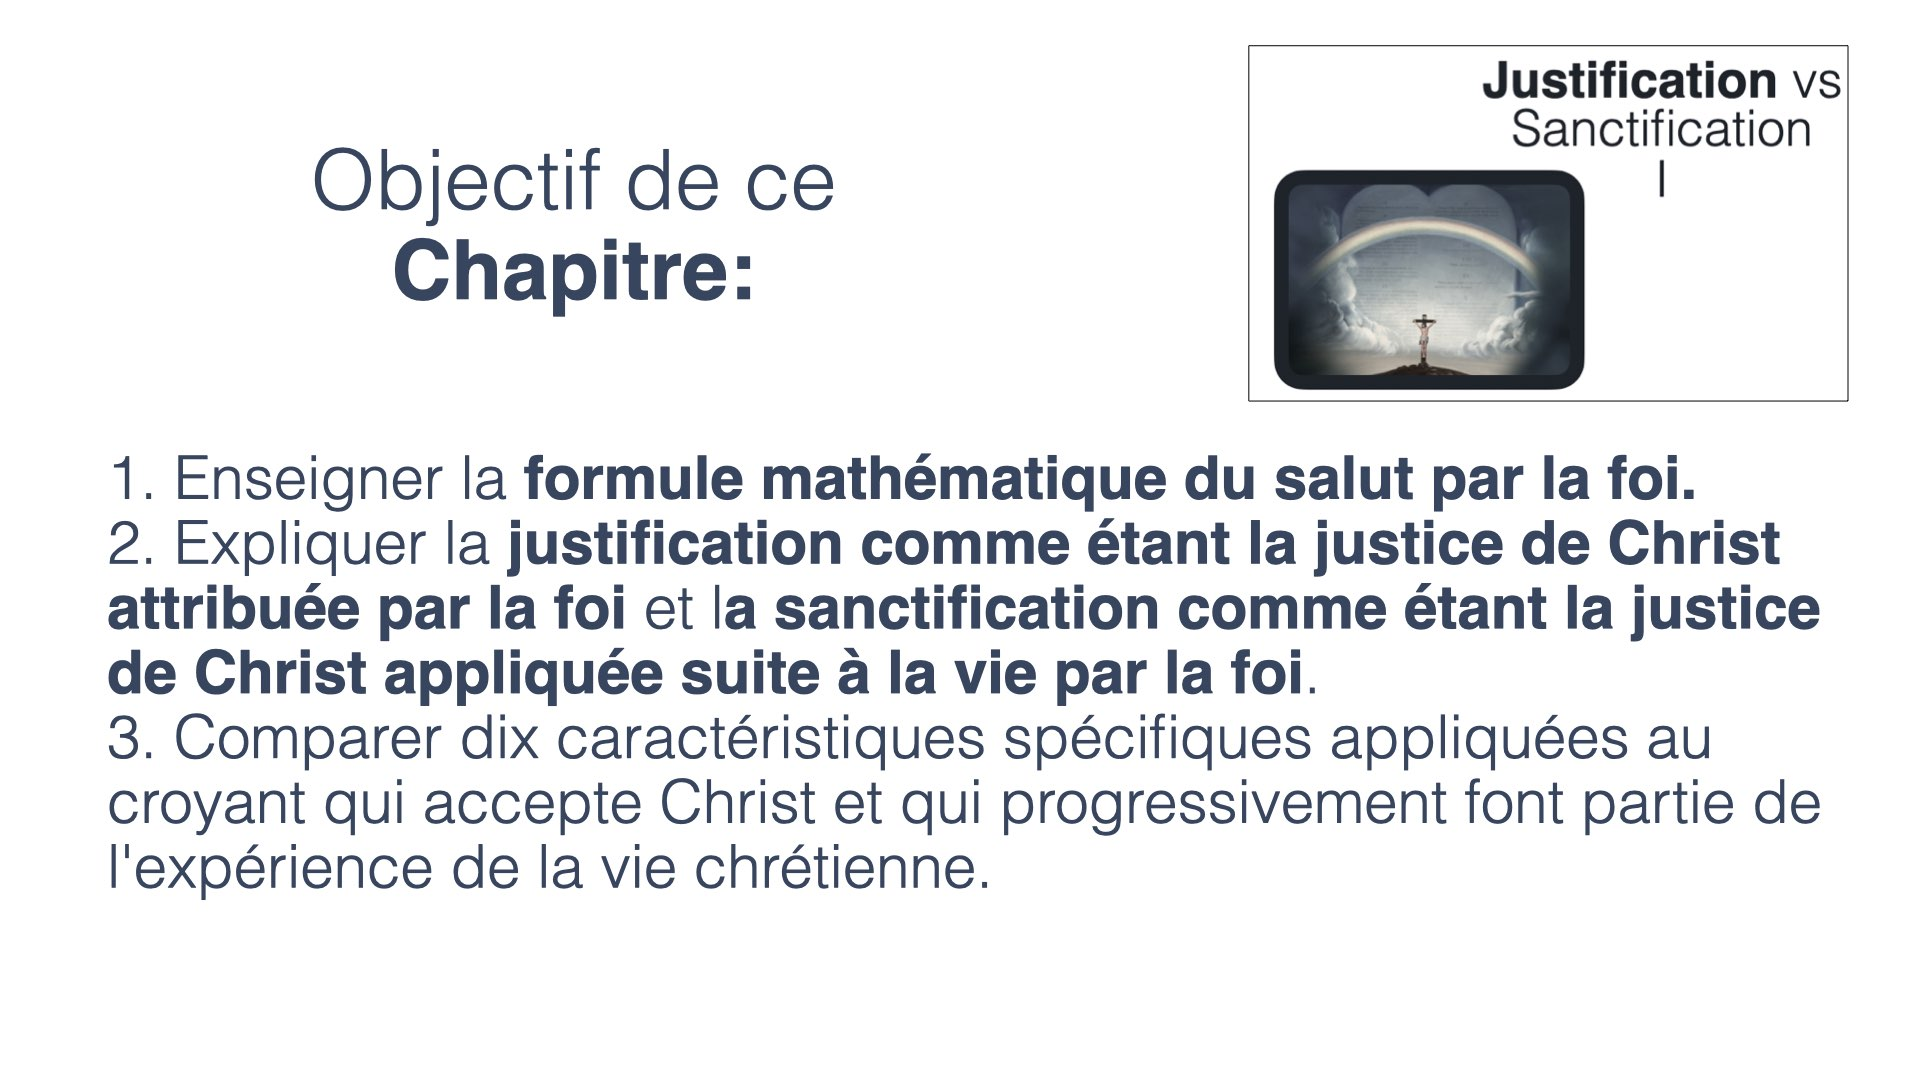 Justification vs
Sanctification
I
Objectif de ce
Chapitre:
1. Enseigner la formule mathématique du salut par la foi.
2. Expliquer la justification comme étant la justice de Christ
attribuée par la foi et la sanctification comme étant la justice
de Christ appliquée suite à la vie par la foi.
3. Comparer dix caractéristiques spécifiques appliquées au
croyant qui accepte Christ et qui progressivement font partie de
l'expérience de la vie chrétienne.